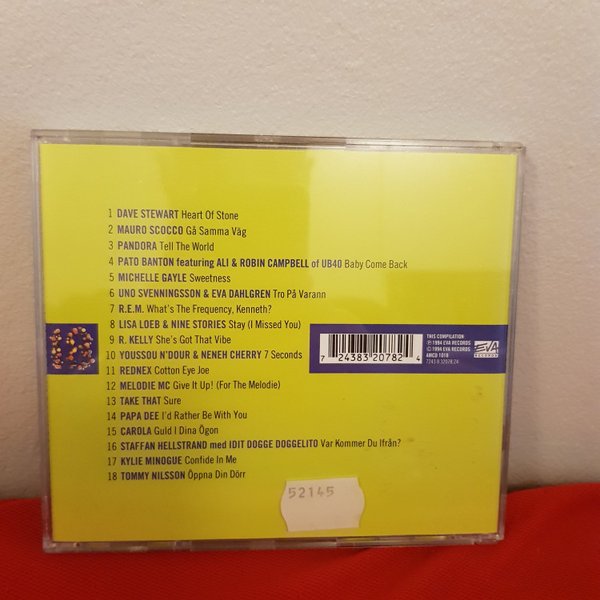 1 DAVE STEWART Heart Of Stone
2 MAURO SCOCCO Gå Samma Väg
3 PANDORA Tell The World
4 PATO BANTON featuring ALI & ROBIN CAMPBELL of UB40 Baby Come Back
5 MICHELLE GAYLE Sweetness
6 UNO SVENNINGSSON & EVA DAHLGREN Tro På Varann
7 R.E.M. What's The Frequency, Kenneth?
8 LISA LOEB & NINE STORIES Stay (I Missed You)
9 R. KELLY She's Got That Vibe
10 YOUSSOU N'DOUR & NENEH CHERRY 7 Seconds
11 REDNEX Cotton Eye Joe
12 MELODIE MC Give It Up! (For The Melodie)
13 TAKE THAT Sure
14 PAPA DEE I'd Rather Be With You
15 CAROLA Guld I Dina Ögon
16 STAFFAN HELLSTRAND med IDIT DOGGE DOGGELITO Var Kommer Du Ifrån?
17 KYLIE MINOGUE Confide In Me
18 TOMMY NILSSON Öppna Din Dörr
7 24383 20782 4
THIS COMPILATION
℗ 1994 EVA RECORDS
© 1994 EVA RECORDS
EVA
RECORDS
52145